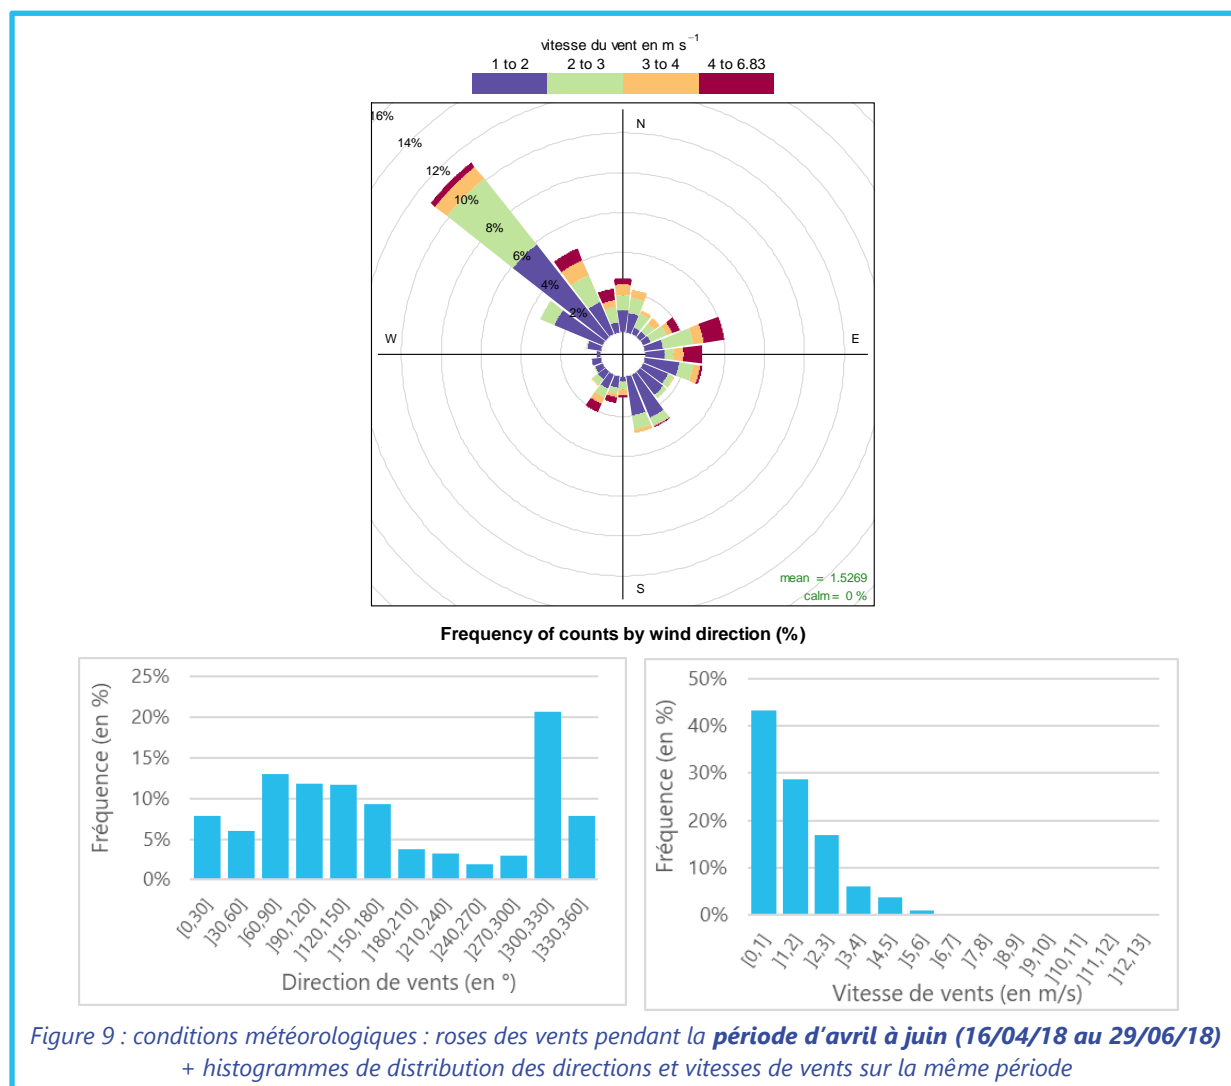 vitesse du vent en m s⁻¹
1 to 2 2 to 3 3 to 4 4 to 6.83
16%
14%
12%
10%
8%
6%
4%
2%
N
W
E
S
mean = 1.5269
calm = 0 %
Frequency of counts by wind direction (%)
Fréquence (en %)
25%
20%
15%
10%
5%
0%
[0,30] ]30,60] ]60,90] ]90,120] ]120,150] ]150,180] ]180,210] ]210,240] ]240,270] ]270,300] ]300,330] ]330,360]
Direction de vents (en °)
Fréquence (en %)
50%
40%
30%
20%
10%
0%
[0,1] ]1,2] ]2,3] ]3,4] ]4,5] ]5,6] ]6,7] ]7,8] ]8,9] ]9,10] ]10,11] ]11,12] ]12,13]
Vitesse de vents (en m/s)
Figure 9 : conditions météorologiques : roses des vents pendant la période d'avril à juin (16/04/18 au 29/06/18)
+ histogrammes de distribution des directions et vitesses de vents sur la même période